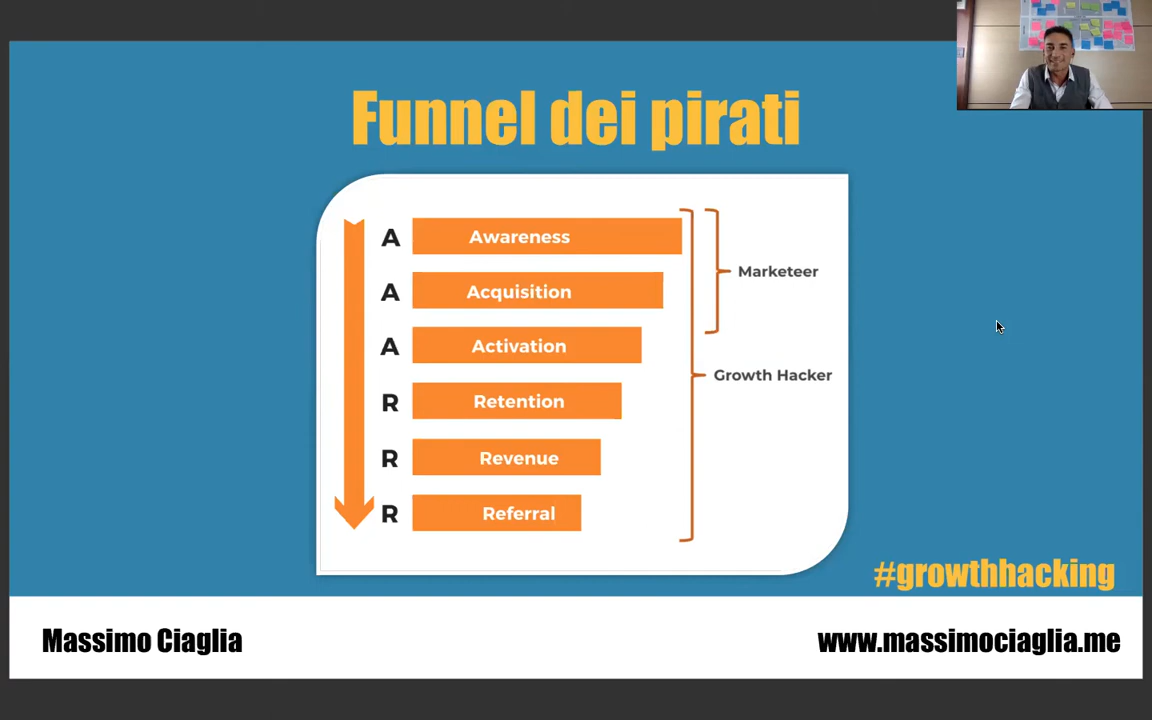 Funnel dei pirati
A Awareness
A Acquisition
A Activation
R Retention
R Revenue
R Referral
Marketeer
Growth Hacker
#growthhacking
Massimo Ciaglia
www.massimociaglia.me